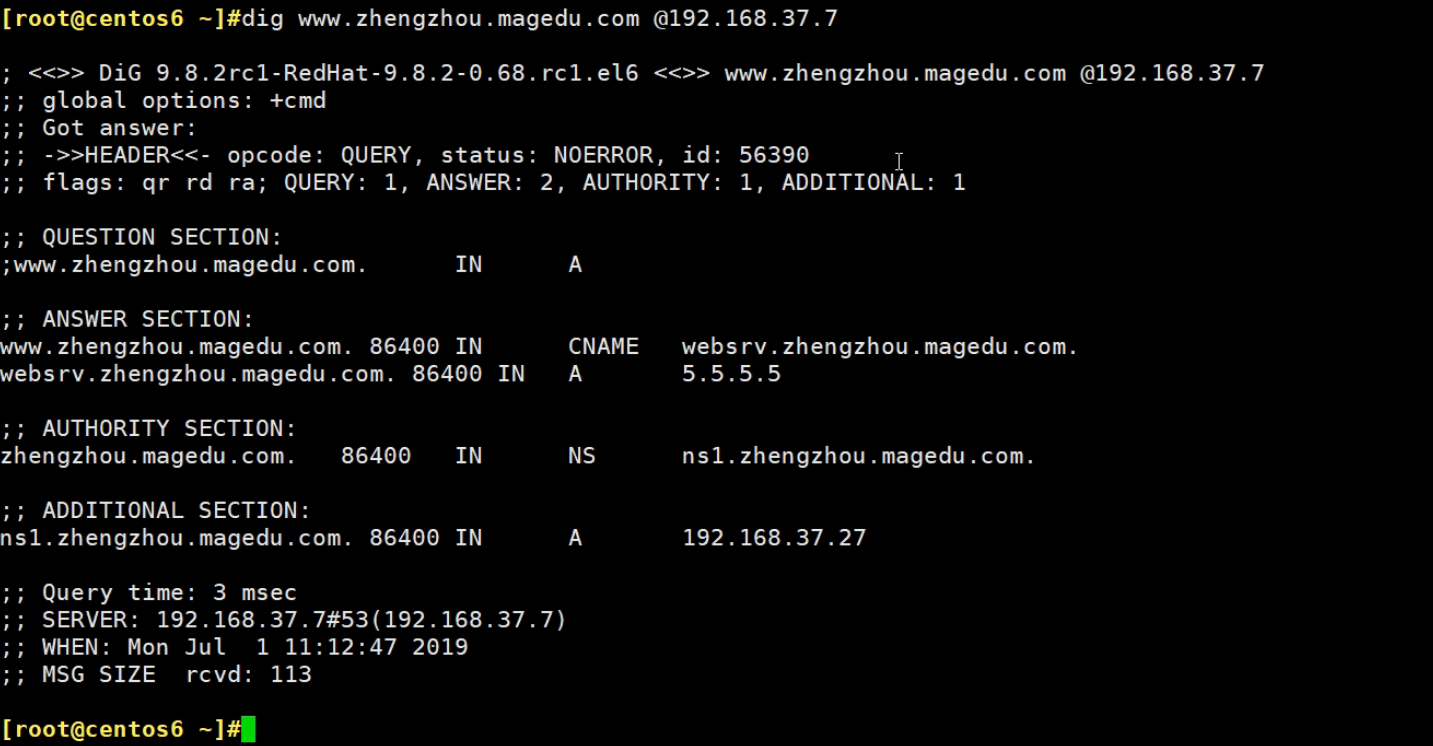 [root@centos6 ~]#dig www.zhengzhou.magedu.com @192.168.37.7
; <<>> DiG 9.8.2rc1-RedHat-9.8.2-0.68.rc1.el6 <<>> www.zhengzhou.magedu.com @192.168.37.7
;; global options: +cmd
;; Got answer:
;; ->>HEADER<<- opcode: QUERY, status: NOERROR, id: 56390
;; flags: qr rd ra; QUERY: 1, ANSWER: 2, AUTHORITY: 1, ADDITIONAL: 1
;; QUESTION SECTION:
;www.zhengzhou.magedu.com. IN A
;; ANSWER SECTION:
www.zhengzhou.magedu.com. 86400 IN CNAME websrv.zhengzhou.magedu.com.
websrv.zhengzhou.magedu.com. 86400 IN A 5.5.5.5
;; AUTHORITY SECTION:
zhengzhou.magedu.com. 86400 IN NS ns1.zhengzhou.magedu.com.
;; ADDITIONAL SECTION:
ns1.zhengzhou.magedu.com. 86400 IN A 192.168.37.27
;; Query time: 3 msec
;; SERVER: 192.168.37.7#53(192.168.37.7)
;; WHEN: Mon Jul 1 11:12:47 2019
;; MSG SIZE rcvd: 113
[root@centos6 ~]#